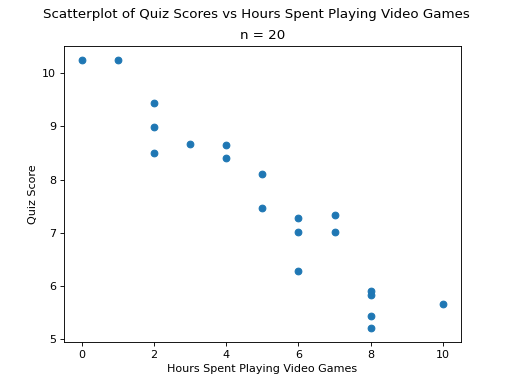 Scatterplot of Quiz Scores vs Hours Spent Playing Video Games
n = 20
10
9
8
7
6
5
Quiz Score
0 2 4 6 8 10
Hours Spent Playing Video Games